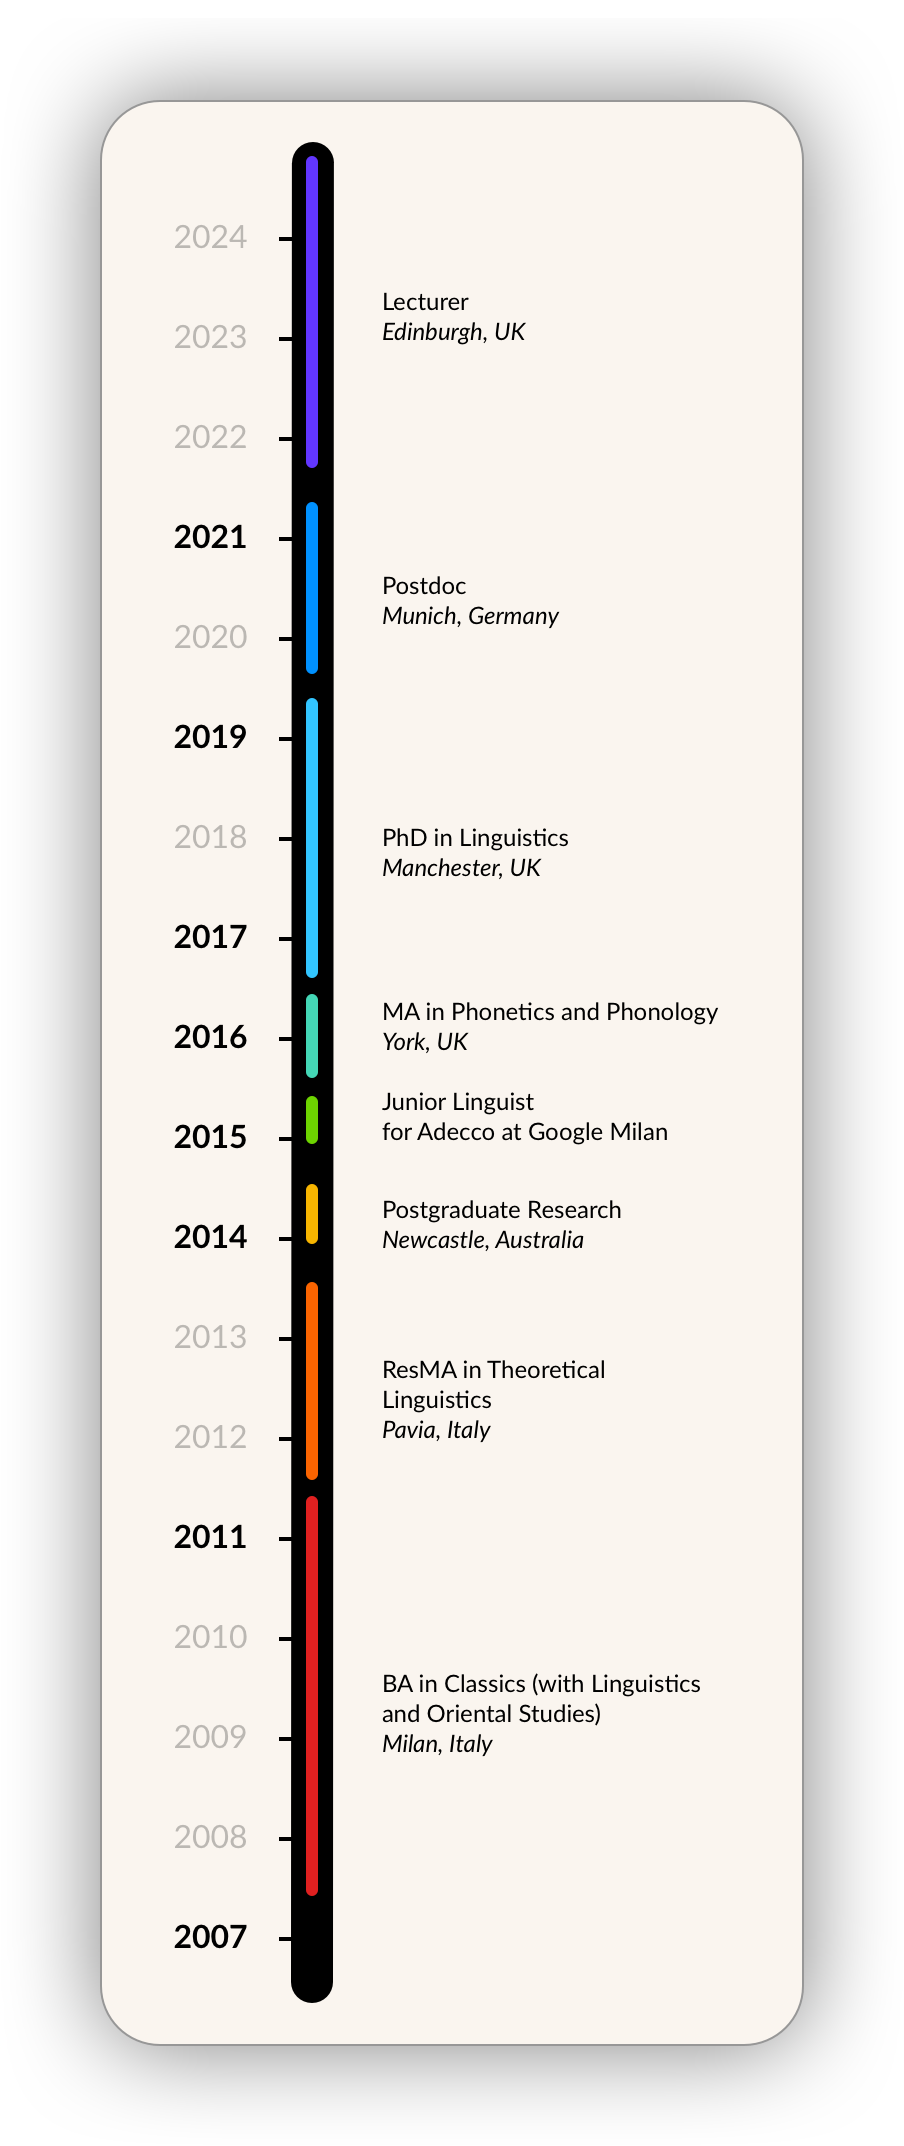 2024
Lecturer
Edinburgh, UK
2023
2022
2021
Postdoc
Munich, Germany
2020
2019
2018
PhD in Linguistics
Manchester, UK
2017
MA in Phonetics and Phonology
York, UK
2016
Junior Linguist
for Adecco at Google Milan
2015
Postgraduate Research
Newcastle, Australia
2014
2013
ResMA in Theoretical
Linguistics
Pavia, Italy
2012
2011
2010
BA in Classics (with Linguistics
and Oriental Studies)
Milan, Italy
2009
2008
2007